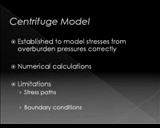 Centrifuge Model
Established to model stresses from
overburden pressures correctly
Numerical calculations
Limitations
Stress paths
Boundary conditions